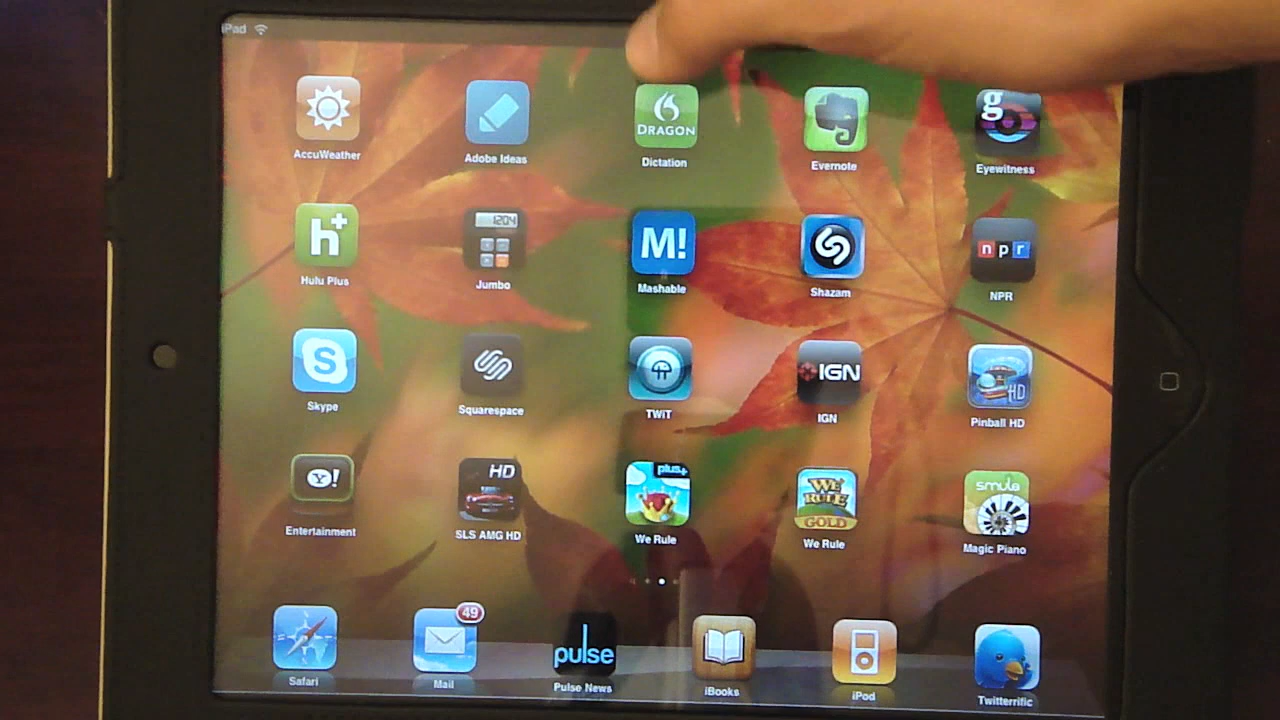 iPad
DRAGON
g
AccuWeather
Adobe Ideas
Dictation
Evernote
Eyewitness
h+
1204
M!
npr
Hulu Plus
Jumbo
Mashable
Shazam
NPR
S
IGN
HD
Skype
Squarespace
TWiT
IGN
Pinball HD
Y!
HD
plus+
WE
RULE
GOLD
smule
Entertainment
SLS AMG HD
We Rule
We Rule
Magic Piano
49
pulse
Safari
Mail
Pulse News
iBooks
iPod
Twitterrific